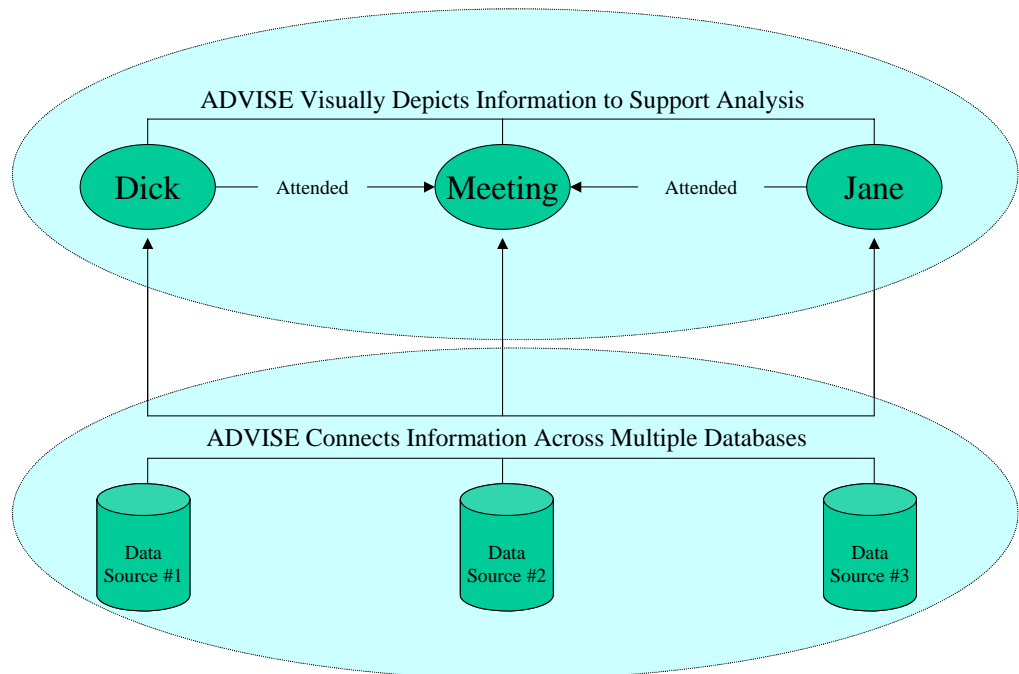 ADVISE Visually Depicts Information to Support Analysis
Dick
Attended
Meeting
Attended
Jane
ADVISE Connects Information Across Multiple Databases
Data
Source #1
Data
Source #2
Data
Source #3